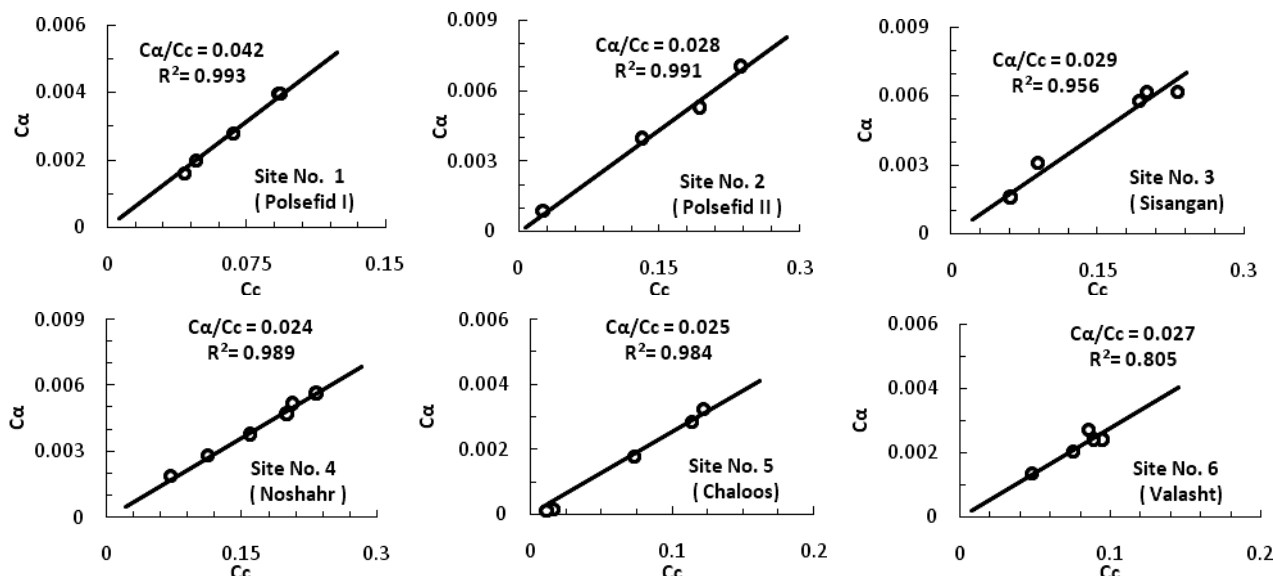 0.006
0.004
0.002
0
Cα
Cα/Cc = 0.042
R²= 0.993
Site No. 1
( Polsefid I)
0
0.075
0.15
Cc
0.009
0.006
0.003
0
Cα
Cα/Cc = 0.028
R²= 0.991
Site No. 2
( Polsefid II )
0
0.15
0.3
Cc
0.009
0.006
0.003
0
Cα
Cα/Cc = 0.029
R²= 0.956
Site No. 3
( Sisangan)
0
0.15
0.3
Cc
0.009
0.006
0.003
0
Cα
Cα/Cc = 0.024
R²= 0.989
Site No. 4
( Noshahr )
0
0.15
0.3
Cc
0.006
0.004
0.002
0
Cα
Cα/Cc = 0.025
R²= 0.984
Site No. 5
( Chaloos)
0
0.1
0.2
Cc
0.006
0.004
0.002
0
Cα
Cα/Cc = 0.027
R²= 0.805
Site No. 6
( Valasht)
0
0.1
0.2
Cc